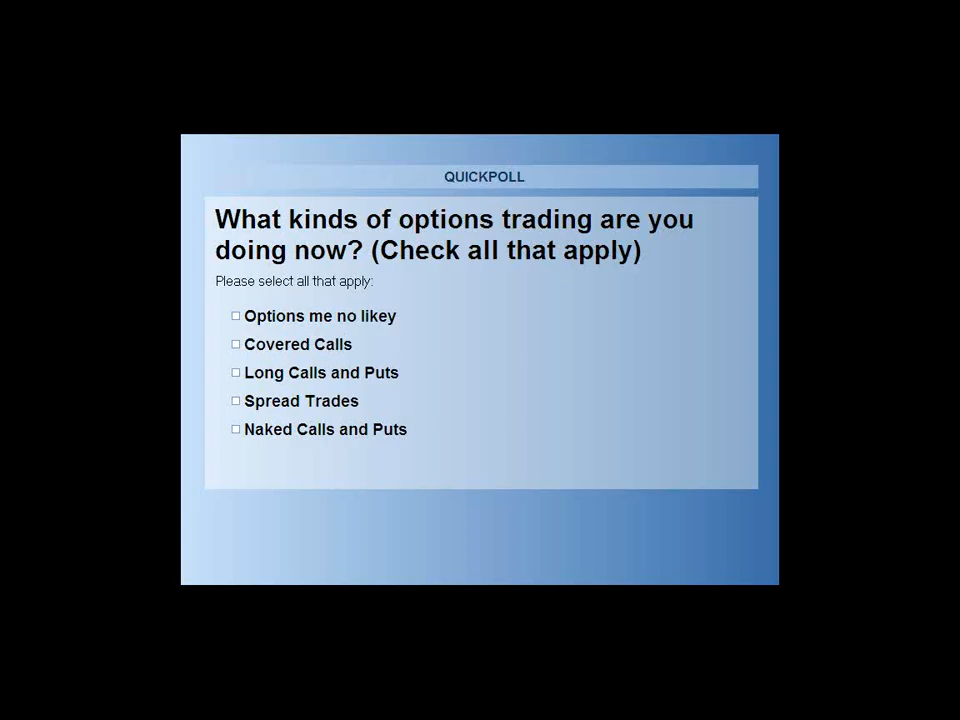 QUICKPOLL
What kinds of options trading are you
doing now? (Check all that apply)
Please select all that apply:
Options me no likey
Covered Calls
Long Calls and Puts
Spread Trades
Naked Calls and Puts